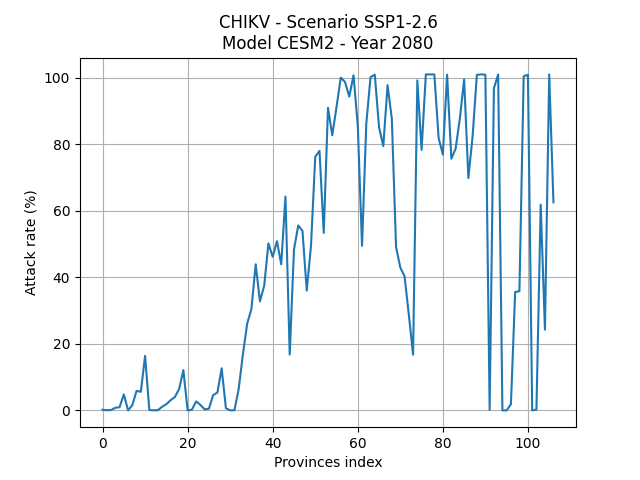 CHIKV - Scenario SSP1-2.6
Model CESM2 - Year 2080
100
80
60
40
20
0
Attack rate (%)
0 20 40 60 80 100
Provinces index